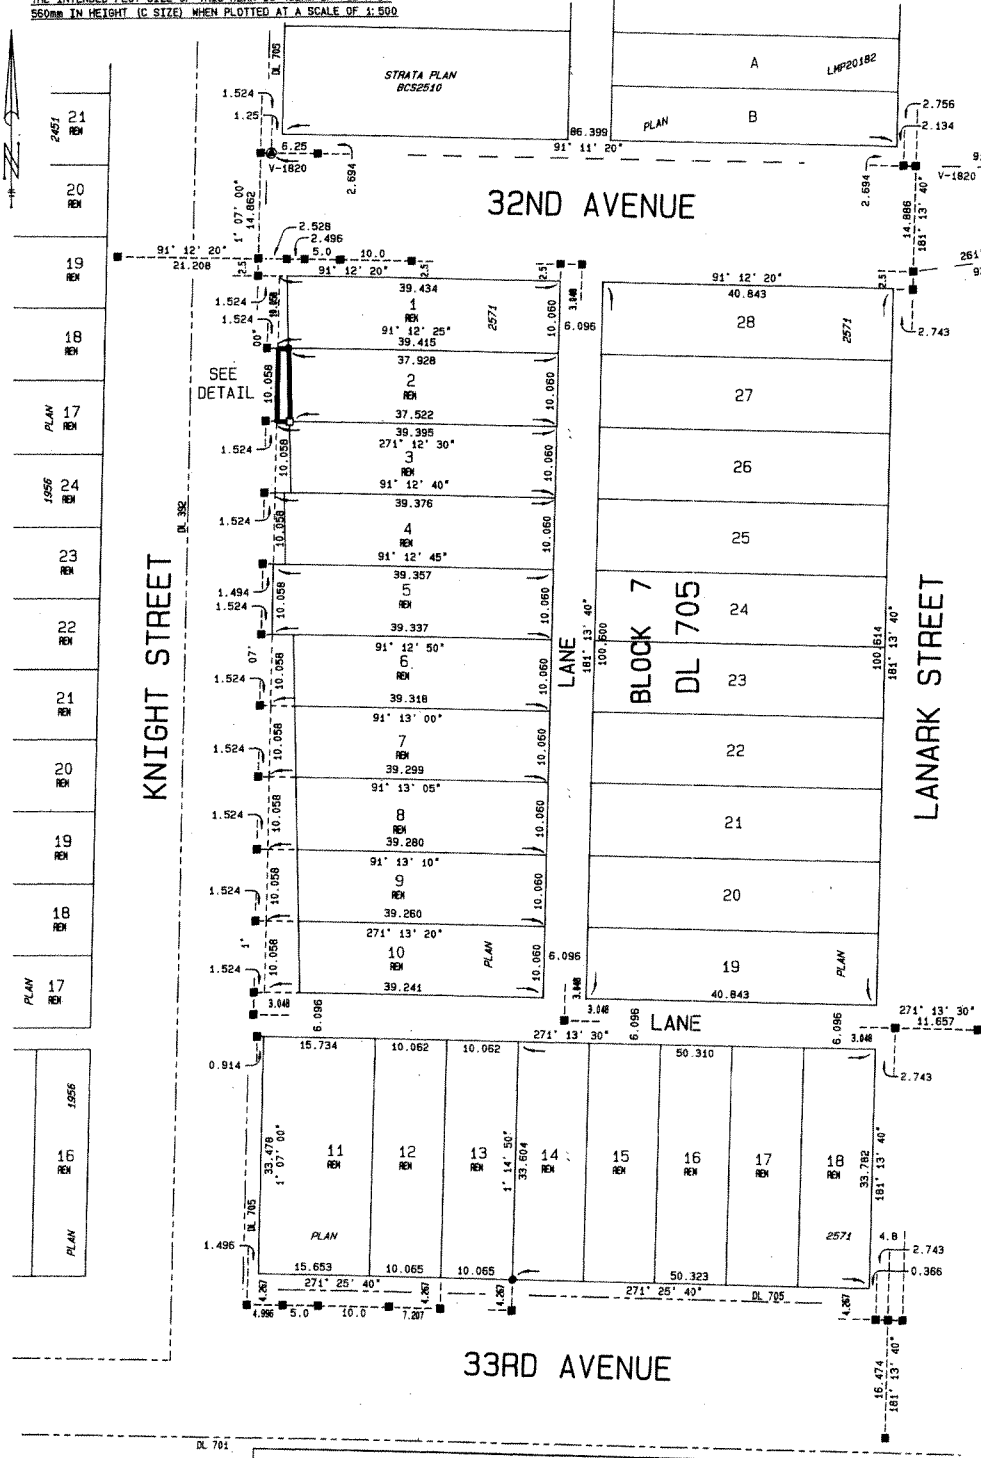 560mm IN HEIGHT (C SIZE) WHEN PLOTTED AT A SCALE OF 1:500
DL 705
STRATA PLAN
BCS2510
A
LMP20182
B
PLAN
86.399
91° 11' 20"
1.524
1.25
6.25
V-1820
2.694
2.756
2.134
2.694
V-1820
32ND AVENUE
1° 07' 00"
14.862
14.886
181° 13' 40"
2.528
2.496
5.0
10.0
91° 12' 20"
21.208
2.5
91° 12' 20"
2.5
2.5
3.048
6.096
91° 12' 20"
40.843
2.5
261°
2.743
1.524
39.434
1
REM
2571
10.058
10.060
91° 12' 25"
39.415
1.524
00"
SEE
DETAIL
10.058
37.928
2
REM
10.060
37.522
1.524
39.395
271° 12' 30"
3
REM
10.058
10.060
91° 12' 40"
39.376
1.524
4
REM
10.058
10.060
91° 12' 45"
39.357
1.494
5
REM
10.058
10.060
39.337
1.524
91° 12' 50"
07'
6
REM
10.058
10.060
39.318
1.524
91° 13' 00"
7
REM
10.058
10.060
39.299
1.524
91° 13' 05"
8
REM
10.058
10.060
39.280
1.524
91° 13' 10"
9
REM
10.058
10.060
39.260
1.524
271° 13' 20"
1°
10
REM
PLAN
10.058
10.060
39.241
1.524
28
2571
27
26
25
24
23
22
21
20
19
PLAN
40.843
BLOCK 7
DL 705
LANE
181° 13' 40"
100.600
100.614
181° 13' 40"
LANARK STREET
KNIGHT STREET
DL 392
2451
21
REM
20
REM
19
REM
18
REM
PLAN
17
REM
1956
24
REM
23
REM
22
REM
21
REM
20
REM
19
REM
18
REM
PLAN
17
REM
1956
16
REM
PLAN
3.048
6.096
6.096
3.048
3.048
271° 13' 30"
6.096
LANE
6.096
3.048
271° 13' 30"
11.657
2.743
0.914
15.734
10.062
10.062
50.310
33.478
1° 07' 00"
11
REM
12
REM
13
REM
1° 14' 50"
33.604
14
REM
15
REM
16
REM
17
REM
18
REM
33.782
181° 13' 40"
DL 705
PLAN
2571
1.496
15.653
10.065
10.065
50.323
271° 25' 40"
271° 25' 40"
DL 705
4.267
4.267
4.267
4.267
4.996
5.0
10.0
7.207
4.8
2.743
0.366
16.474
181° 13' 40"
33RD AVENUE
DL 701